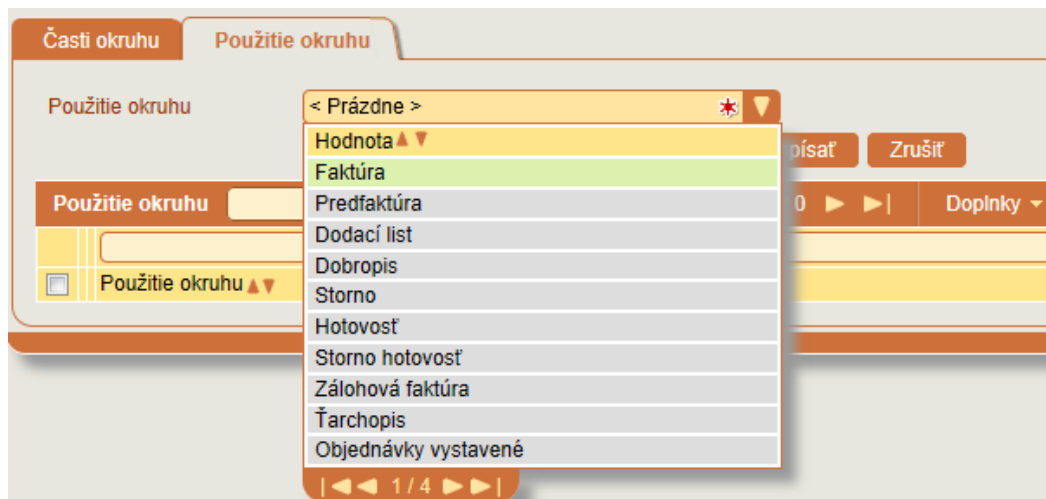 Časti okruhu
Použitie okruhu
Použitie okruhu
< Prázdne >
Hodnota
písať
Zrušiť
Faktúra
Použitie okruhu
Predfaktúra
0
Doplnky
Dodací list
Dobropis
Použitie okruhu
Storno
Hotovosť
Storno hotovosť
Zálohová faktúra
Ťarchopis
Objednávky vystavené
1 / 4